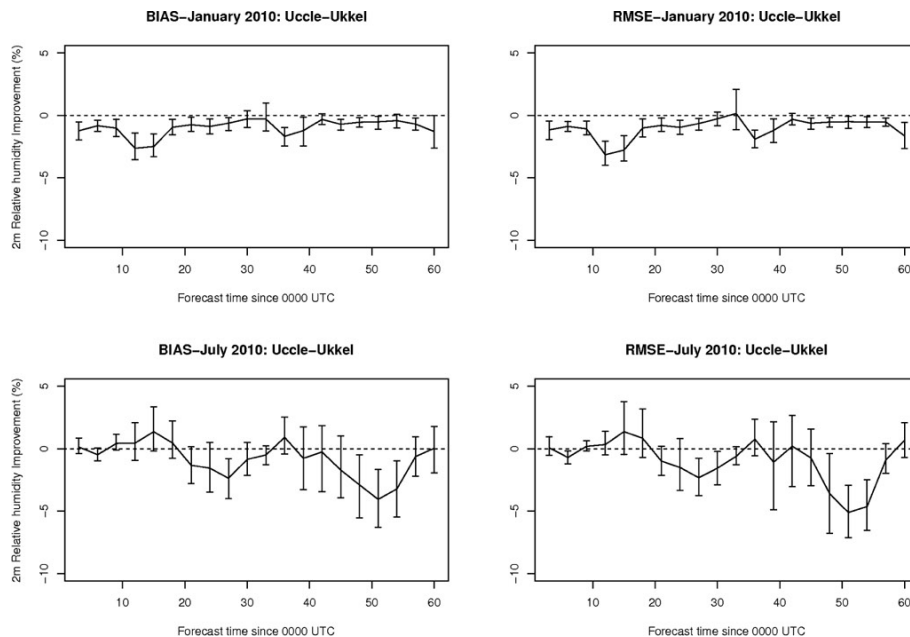 BIAS−January 2010: Uccle−Ukkel
2m Relative humidity Improvement (%)
5
0
−5
−10
10 20 30 40 50 60
Forecast time since 0000 UTC
RMSE−January 2010: Uccle−Ukkel
5
0
−5
−10
10 20 30 40 50 60
Forecast time since 0000 UTC
BIAS−July 2010: Uccle−Ukkel
2m Relative humidity Improvement (%)
5
0
−5
−10
10 20 30 40 50 60
Forecast time since 0000 UTC
RMSE−July 2010: Uccle−Ukkel
5
0
−5
−10
10 20 30 40 50 60
Forecast time since 0000 UTC